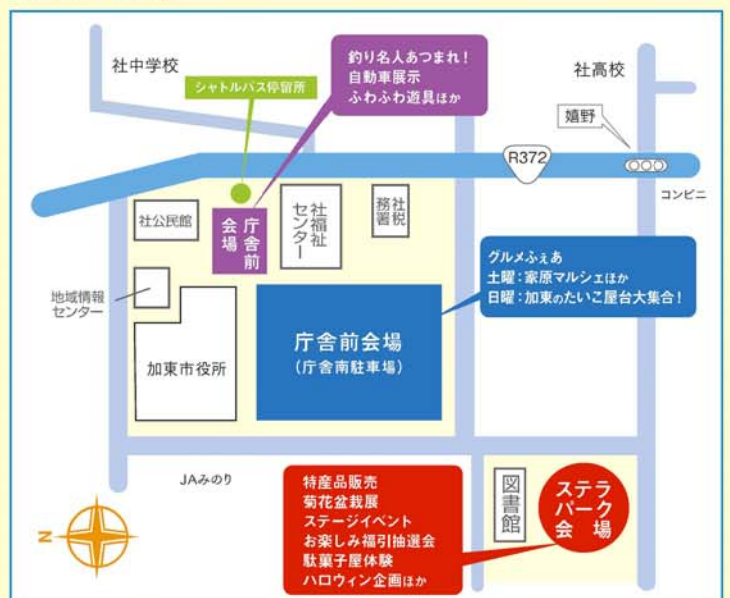 社中学校
シャトルバス停留所
釣り名人あつまれ！
自動車展示
ふわふわ遊具ほか
社高校
嬉野
R372
コンビニ
社公民館
庁舎前
会場
社福祉
センター
社税
務署
地域情報
センター
加東市役所
庁舎前会場
（庁舎南駐車場）
グルメふぇあ
土曜：家原マルシェほか
日曜：加東のたいこ屋台大集合！
JAみのり
特産品販売
菊花盆栽展
ステージイベント
お楽しみ福引抽選会
駄菓子屋体験
ハロウィン企画ほか
図書館
ステラ
パーク
会場
N